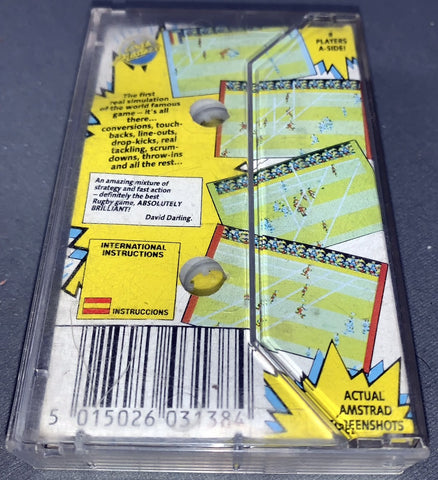 8
PLAYERS
A-SIDE!
The first
real simulation
of the world famous
game - it's all
there...
conversions, touch-
backs, line-outs,
drop-kicks, real
tackling, scrum-
downs, throw-ins
and all the rest...
An amazing mixture of
strategy and fast action
- definitely the best
Rugby game, ABSOLUTELY
BRILLIANT!
David Darling.
INTERNATIONAL
INSTRUCTIONS
INSTRUCCIONS
5 015026 031384
ACTUAL
AMSTRAD
SCREENSHOTS